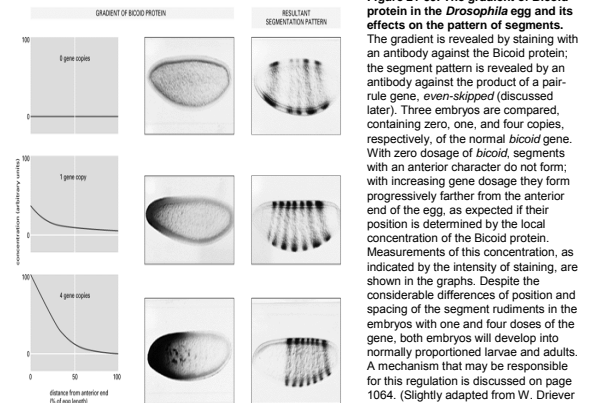 GRADIENT OF BICOID PROTEIN
RESULTANT
SEGMENTATION PATTERN
100
0 gene copies
0
100
1 gene copy
0
100
4 gene copies
0
0 50 100
distance from anterior end
(% of egg length)
concentration (arbitrary units)
protein in the Drosophila egg and its
effects on the pattern of segments.
The gradient is revealed by staining with
an antibody against the Bicoid protein;
the segment pattern is revealed by an
antibody against the product of a pair-
rule gene, even-skipped (discussed
later). Three embryos are compared,
containing zero, one, and four copies,
respectively, of the normal bicoid gene.
With zero dosage of bicoid, segments
with an anterior character do not form;
with increasing gene dosage they form
progressively farther from the anterior
end of the egg, as expected if their
position is determined by the local
concentration of the Bicoid protein.
Measurements of this concentration, as
indicated by the intensity of staining, are
shown in the graphs. Despite the
considerable differences of position and
spacing of the segment rudiments in the
embryos with one and four doses of the
gene, both embryos will develop into
normally proportioned larvae and adults.
A mechanism that may be responsible
for this regulation is discussed on page
1064. (Slightly adapted from W. Driever